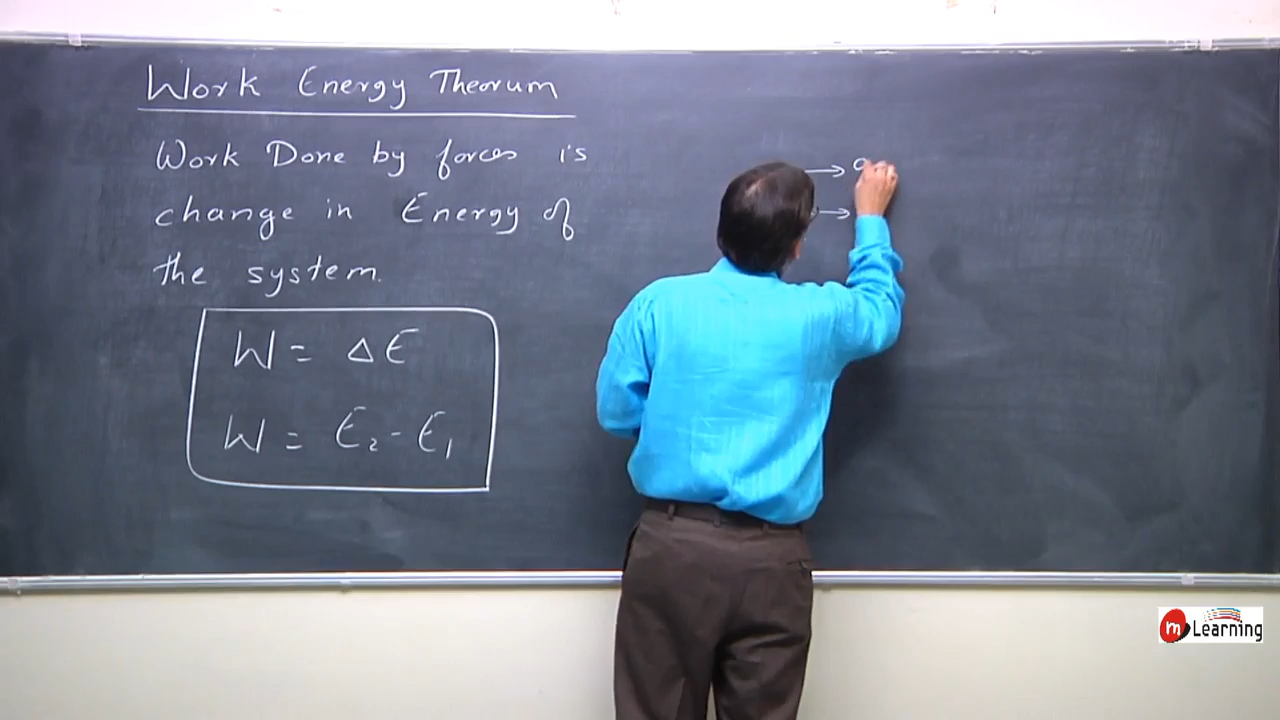 Work Energy Theorum
Work Done by forces is
change in Energy of
the system.
W = ΔE
W = E₂ - E₁
→
→
m Learning